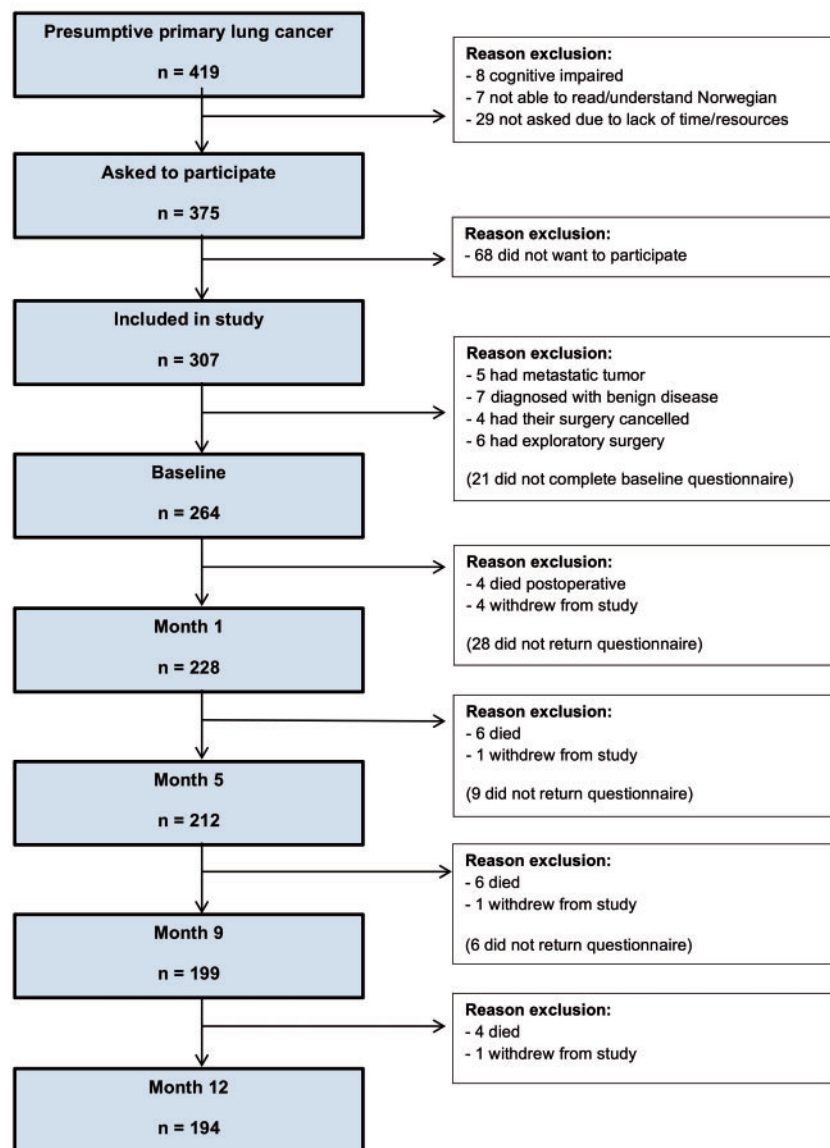 Presumptive primary lung cancer
n = 419
Reason exclusion:
- 8 cognitive impaired
- 7 not able to read/understand Norwegian
- 29 not asked due to lack of time/resources
Asked to participate
n = 375
Reason exclusion:
- 68 did not want to participate
Included in study
n = 307
Reason exclusion:
- 5 had metastatic tumor
- 7 diagnosed with benign disease
- 4 had their surgery cancelled
- 6 had exploratory surgery
(21 did not complete baseline questionnaire)
Baseline
n = 264
Reason exclusion:
- 4 died postoperative
- 4 withdrew from study
(28 did not return questionnaire)
Month 1
n = 228
Reason exclusion:
- 6 died
- 1 withdrew from study
(9 did not return questionnaire)
Month 5
n = 212
Reason exclusion:
- 6 died
- 1 withdrew from study
(6 did not return questionnaire)
Month 9
n = 199
Reason exclusion:
- 4 died
- 1 withdrew from study
Month 12
n = 194